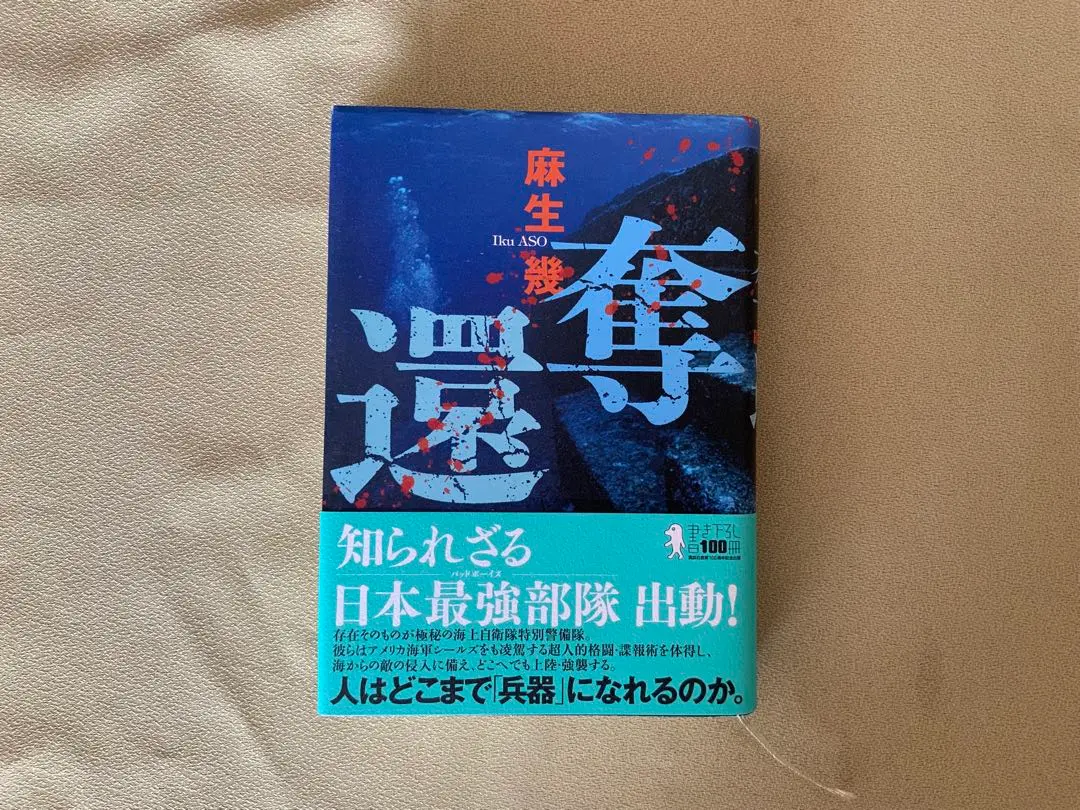 麻生幾
Iku ASO
奪還
書き下ろし
100冊
知られざる
バッドボーイズ
日本最強部隊 出動!
存在そのものが極秘の海上自衛隊特別警備隊。
彼らはアメリカ海軍シールズをも凌駕する超人的格闘・諜報術を体得し、
海からの敵の侵入に備え、どこへでも上陸・強襲する。
人はどこまで「兵器」になれるのか。